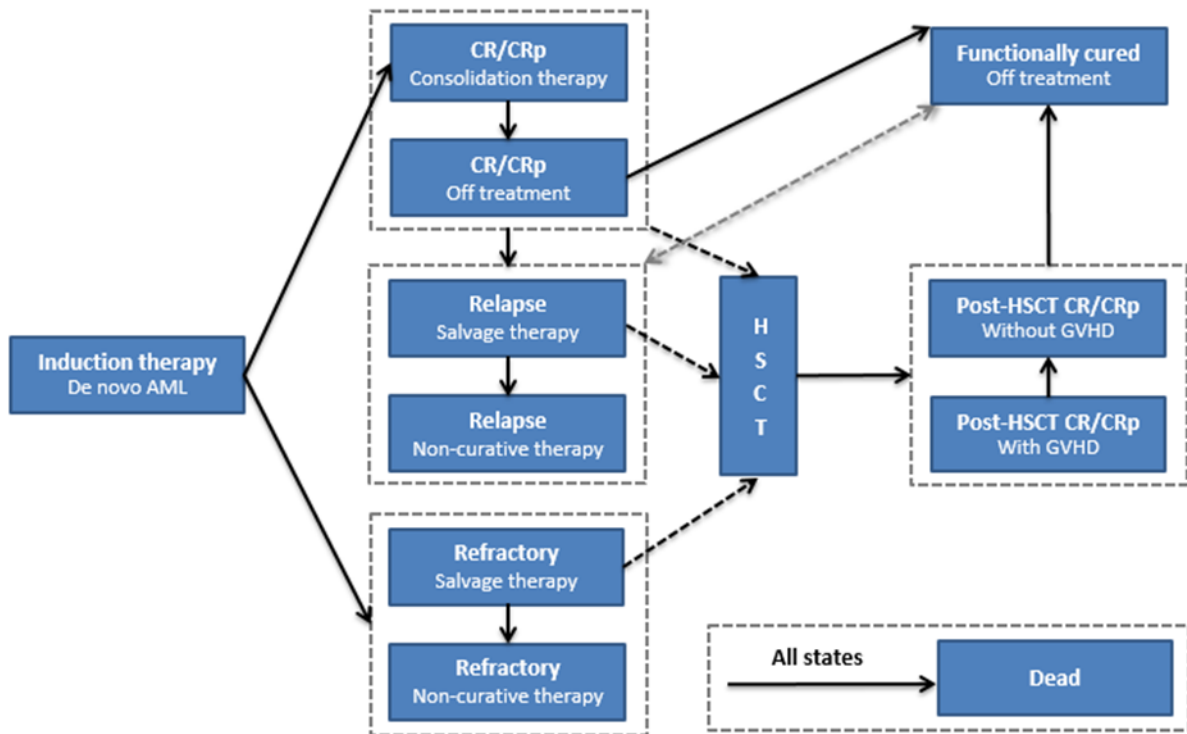 CR/CRp
Consolidation therapy
CR/CRp
Off treatment
Functionally cured
Off treatment
Relapse
Salvage therapy
Relapse
Non-curative therapy
Induction therapy
De novo AML
H
S
C
T
Post-HSCT CR/CRp
Without GVHD
Post-HSCT CR/CRp
With GVHD
Refractory
Salvage therapy
Refractory
Non-curative therapy
All states
Dead